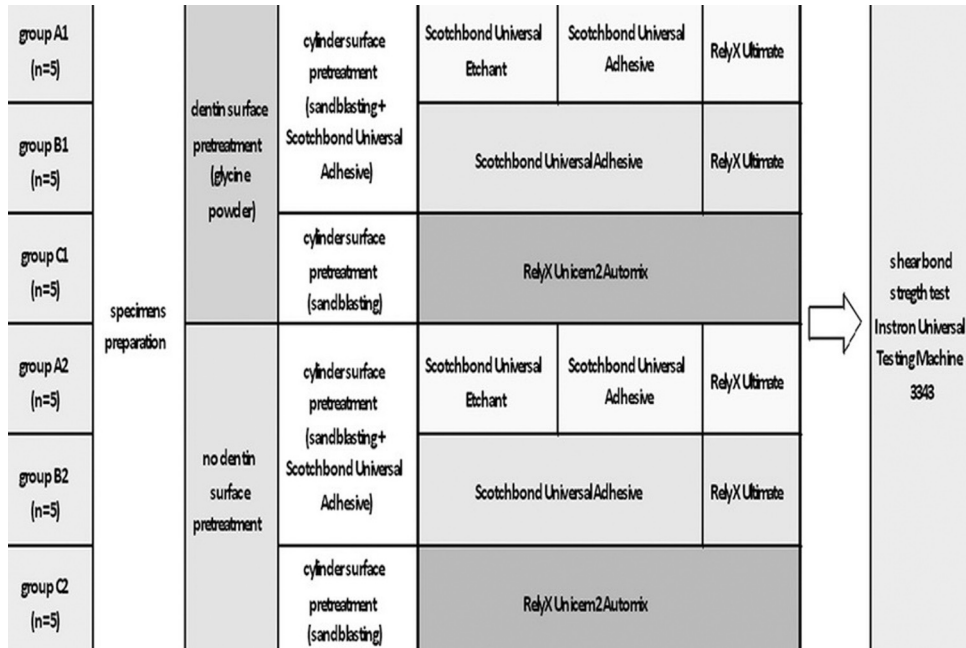 group A1
(n=5)
group B1
(n=5)
group C1
(n=5)
group A2
(n=5)
group B2
(n=5)
group C2
(n=5)
specimens
preparation
dentin surface
pretreatment
(glycine
powder)
no dentin
surface
pretreatment
cylinder surface
pretreatment
(sandblasting+
Scotchbond Universal
Adhesive)
cylinder surface
pretreatment
(sandblasting)
cylinder surface
pretreatment
(sandblasting+
Scotchbond Universal
Adhesive)
cylinder surface
pretreatment
(sandblasting)
Scotchbond Universal
Etchant
Scotchbond Universal
Adhesive
RelyX Ultimate
Scotchbond Universal Adhesive
RelyX Ultimate
RelyX Unicem2 Automix
Scotchbond Universal
Etchant
Scotchbond Universal
Adhesive
RelyX Ultimate
Scotchbond Universal Adhesive
RelyX Ultimate
RelyX Unicem2 Automix
shear bond
stregth test
Instron Universal
Testing Machine
3343